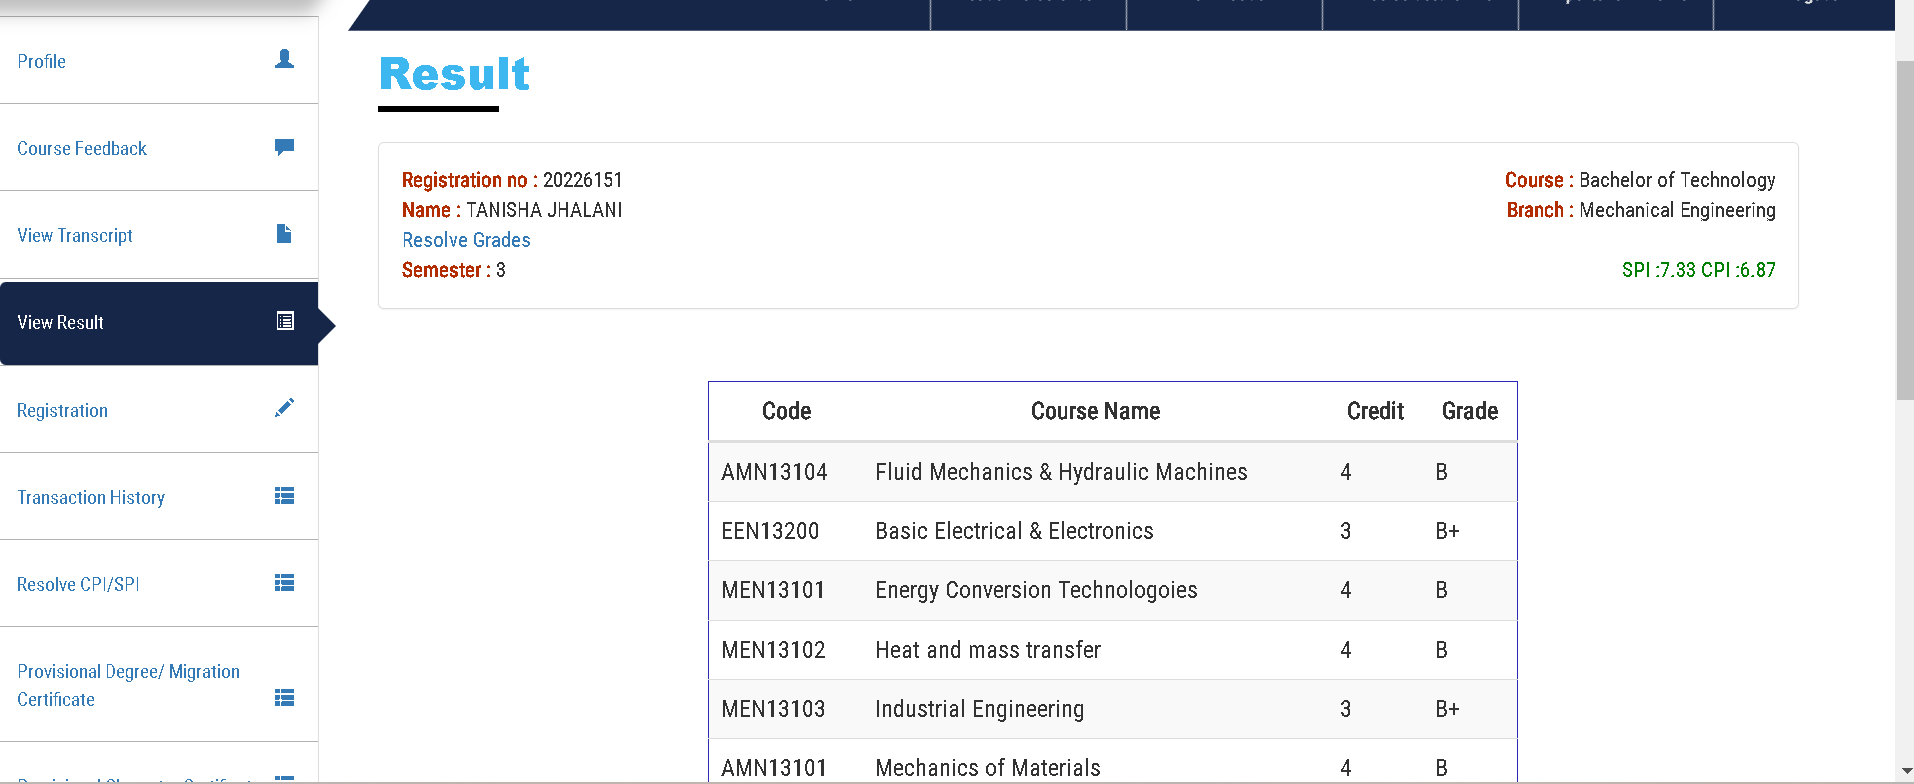 Profile
Course Feedback
View Transcript
View Result
Registration
Transaction History
Resolve CPI/SPI
Provisional Degree/ Migration
Certificate
Result
Registration no : 20226151
Name : TANISHA JHALANI
Resolve Grades
Semester : 3
Course : Bachelor of Technology
Branch : Mechanical Engineering
SPI :7.33 CPI :6.87
Code Course Name Credit Grade
AMN13104 Fluid Mechanics & Hydraulic Machines 4 B
EEN13200 Basic Electrical & Electronics 3 B+
MEN13101 Energy Conversion Technologoies 4 B
MEN13102 Heat and mass transfer 4 B
MEN13103 Industrial Engineering 3 B+
AMN13101 Mechanics of Materials 4 B